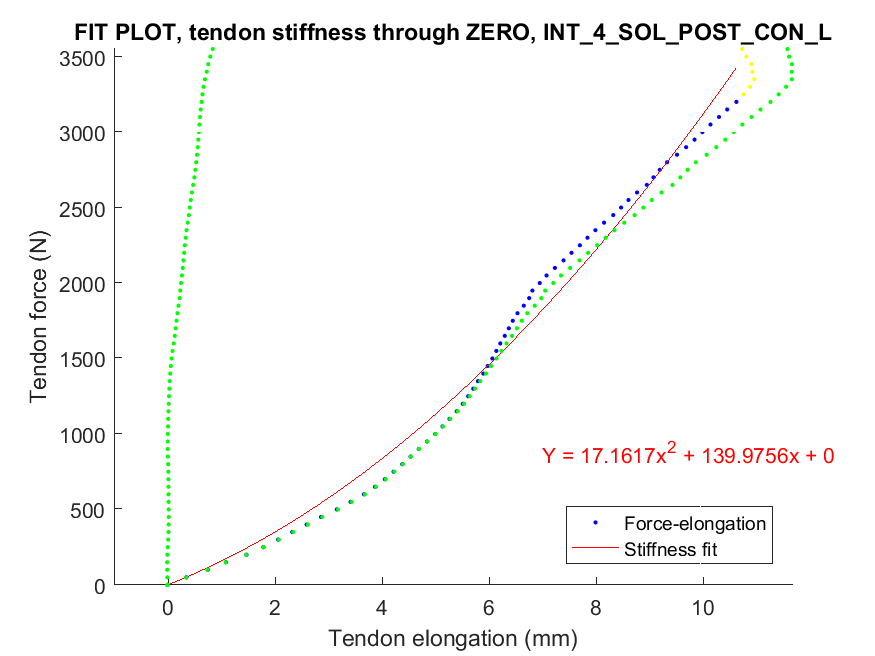 FIT PLOT, tendon stiffness through ZERO, INT_4_SOL_POST_CON_L
3500
3000
2500
2000
1500
1000
500
0
Tendon force (N)
Y = 17.1617x² + 139.9756x + 0
Force-elongation
Stiffness fit
0 2 4 6 8 10
Tendon elongation (mm)